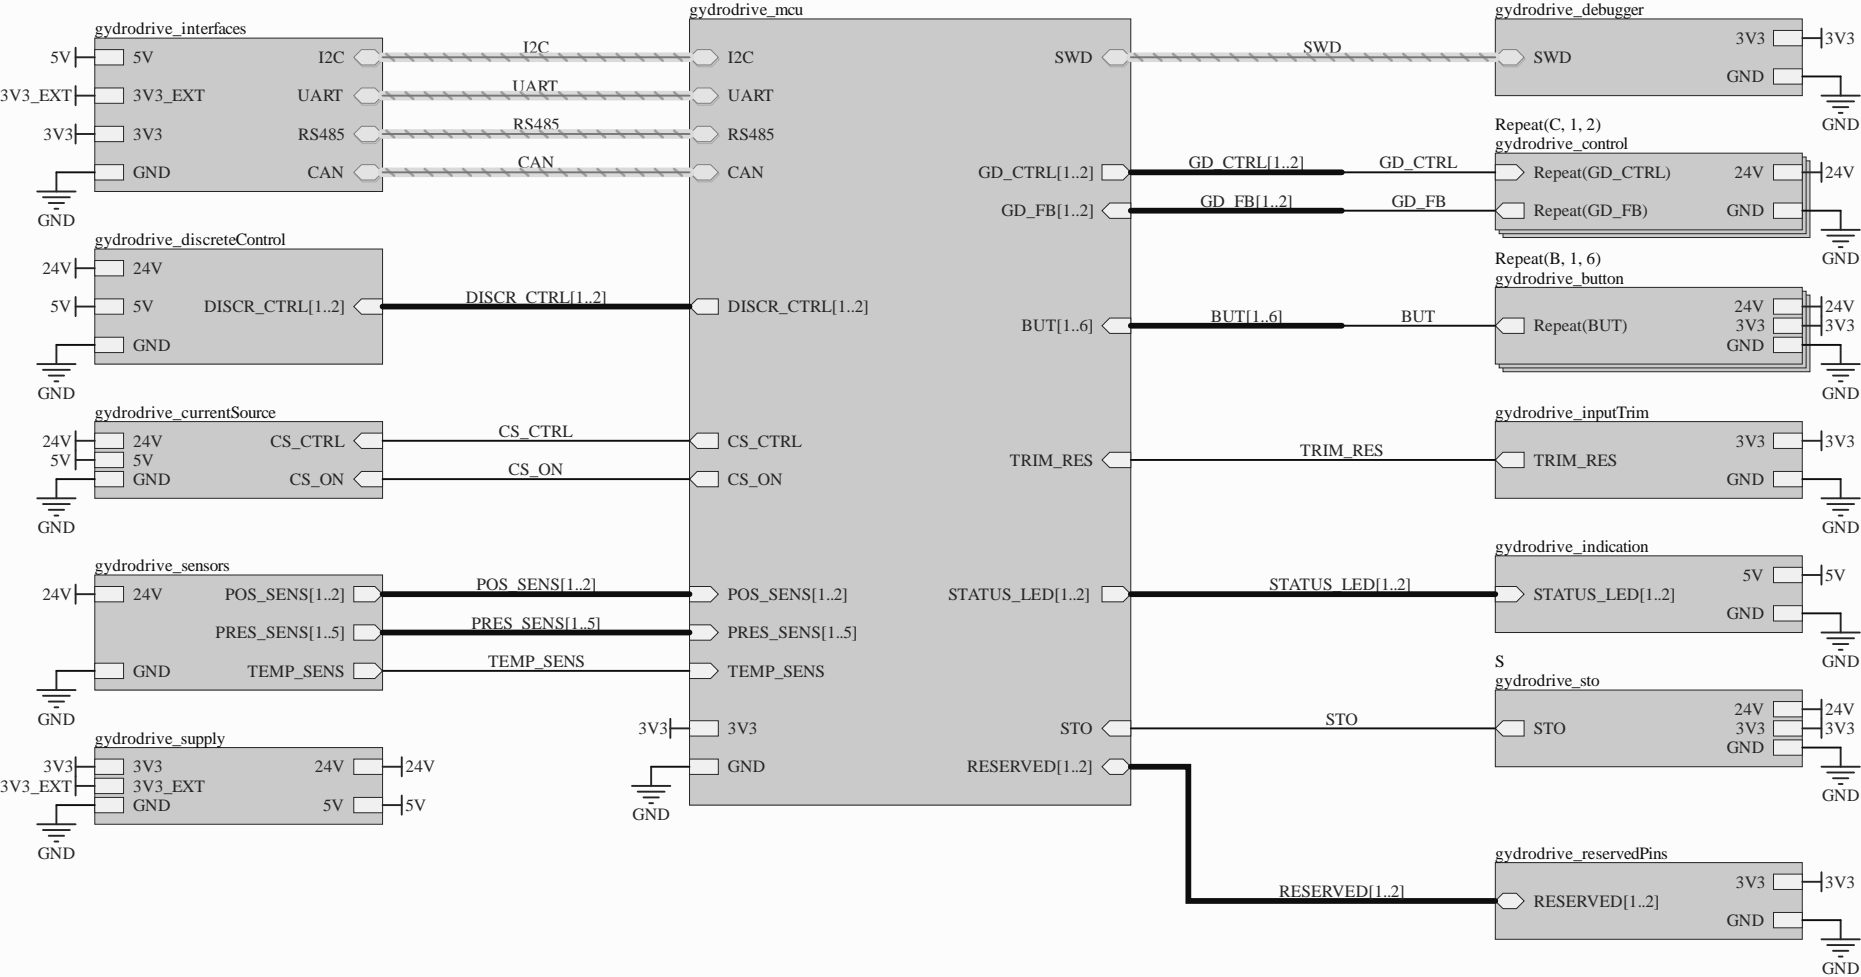 gydrodrive_interfaces
5V 5V I2C
3V3_EXT 3V3_EXT UART
3V3 3V3 RS485
GND CAN
GND
I2C
UART
RS485
CAN
gydrodrive_discreteControl
24V 24V
5V 5V DISCR_CTRL[1..2]
GND
GND
DISCR_CTRL[1..2]
gydrodrive_currentSource
24V 24V CS_CTRL
5V 5V
GND CS_ON
GND
CS_CTRL
CS_ON
gydrodrive_sensors
24V 24V POS_SENS[1..2]
PRES_SENS[1..5]
GND TEMP_SENS
GND
POS_SENS[1..2]
PRES_SENS[1..5]
TEMP_SENS
gydrodrive_supply
3V3 3V3 24V 24V
3V3_EXT 3V3_EXT
GND 5V 5V
GND
gydrodrive_mcu
I2C SWD
UART
RS485
CAN GD_CTRL[1..2]
GD_FB[1..2]
DISCR_CTRL[1..2]
BUT[1..6]
CS_CTRL
TRIM_RES
CS_ON
POS_SENS[1..2] STATUS_LED[1..2]
PRES_SENS[1..5]
TEMP_SENS
3V3 3V3 STO
GND RESERVED[1..2]
GND
SWD
GD_CTRL[1..2] GD_CTRL
GD_FB[1..2] GD_FB
BUT[1..6] BUT
TRIM_RES
STATUS_LED[1..2]
STO
RESERVED[1..2]
gydrodrive_debugger
3V3 3V3
SWD
GND
GND
Repeat(C, 1, 2)
gydrodrive_control
Repeat(GD_CTRL) 24V 24V
Repeat(GD_FB) GND
GND
Repeat(B, 1, 6)
gydrodrive_button
24V 24V
Repeat(BUT) 3V3 3V3
GND
GND
gydrodrive_inputTrim
3V3 3V3
TRIM_RES
GND
GND
gydrodrive_indication
5V 5V
STATUS_LED[1..2]
GND
GND
S
gydrodrive_sto
24V 24V
STO 3V3 3V3
GND
GND
gydrodrive_reservedPins
3V3 3V3
RESERVED[1..2]
GND
GND